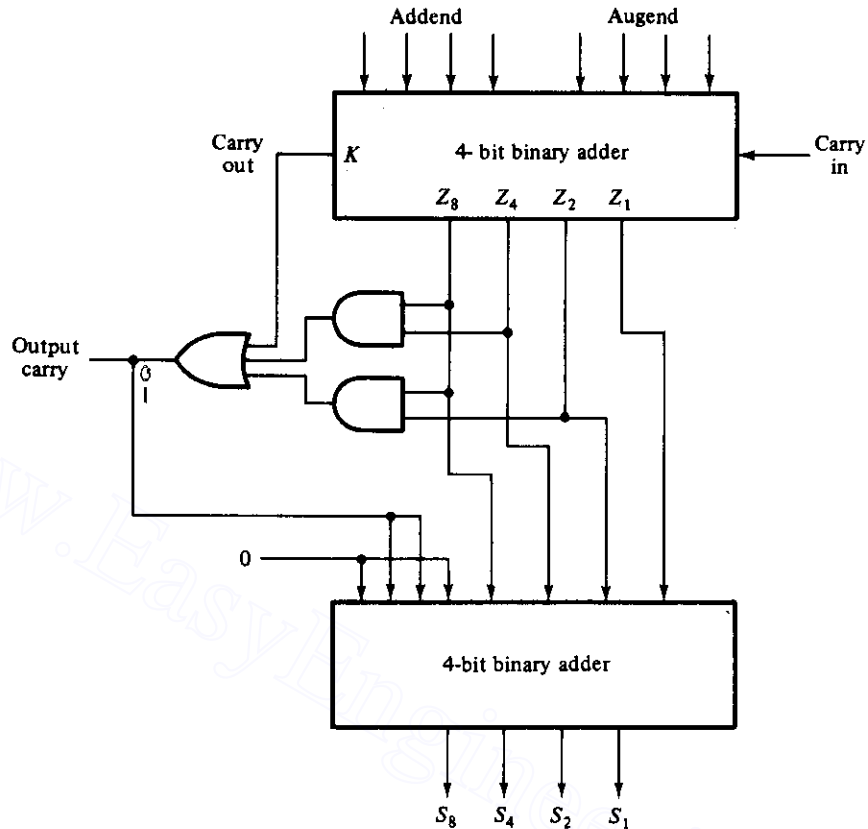 Addend Augend
Carry out
K
4- bit binary adder
Carry in
Z₈ Z₄ Z₂ Z₁
Output carry
0
1
0
4-bit binary adder
S₈ S₄ S₂ S₁